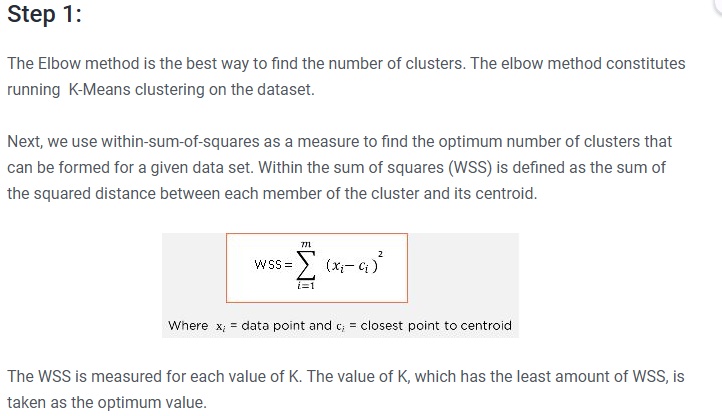 Step 1:
The Elbow method is the best way to find the number of clusters. The elbow method constitutes
running  K-Means clustering on the dataset.
Next, we use within-sum-of-squares as a measure to find the optimum number of clusters that
can be formed for a given data set. Within the sum of squares (WSS) is defined as the sum of
the squared distance between each member of the cluster and its centroid.
WSS = ∑_{i=1}^{m} (x_i − c_i)^2
Where x_i = data point and c_i = closest point to centroid
The WSS is measured for each value of K. The value of K, which has the least amount of WSS, is
taken as the optimum value.